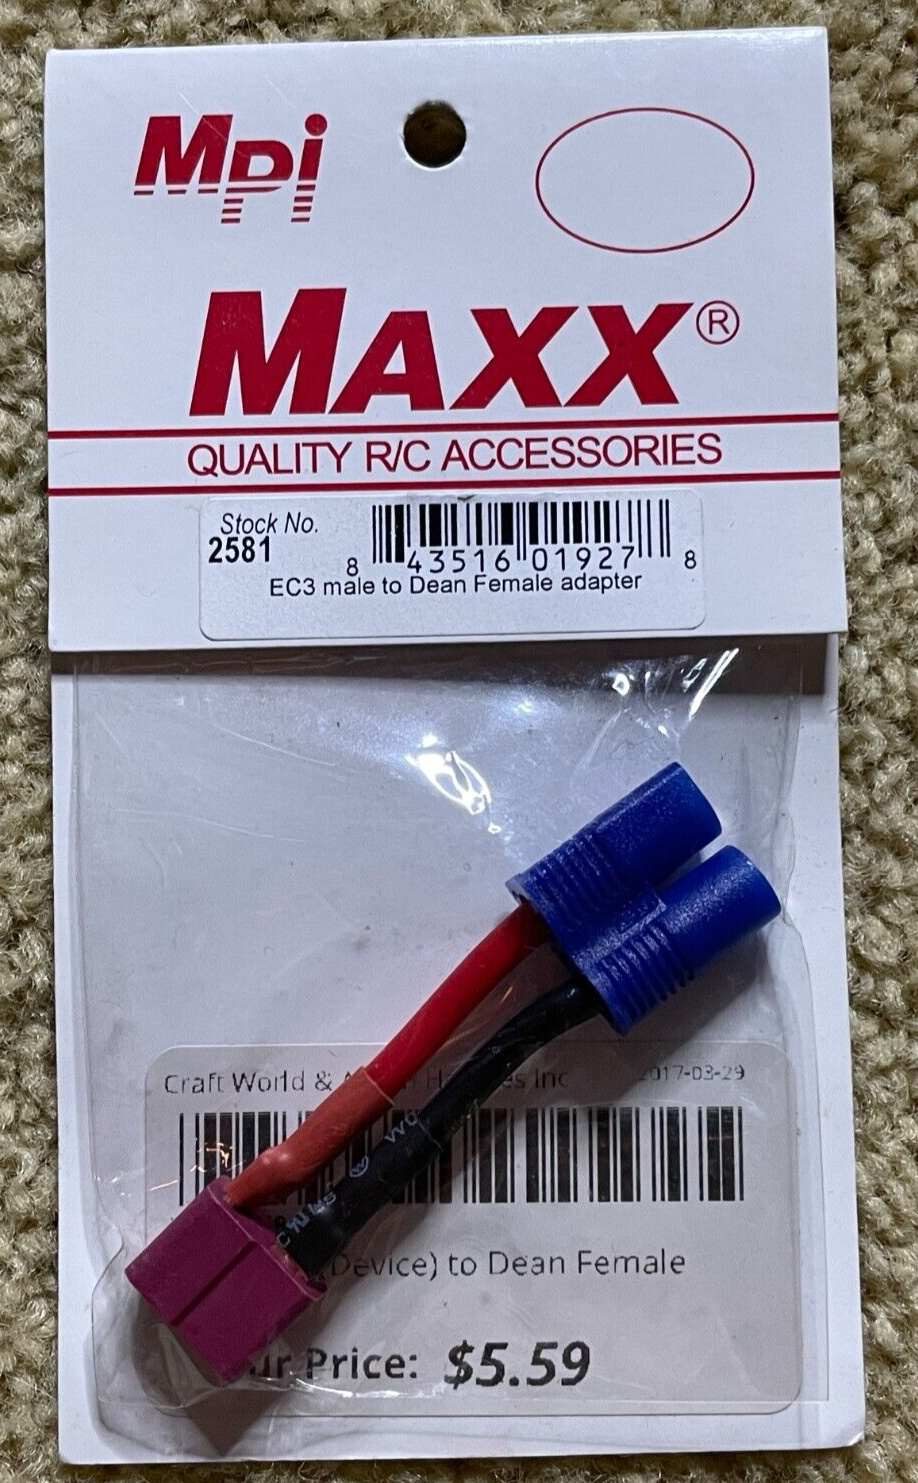 Mpi
MAXX®
QUALITY R/C ACCESSORIES
Stock No.
2581
8 43516 01927 8
EC3 male to Dean Female adapter
Craft World & Inc 2017-03-29
(Device) to Dean Female
Price: $5.59